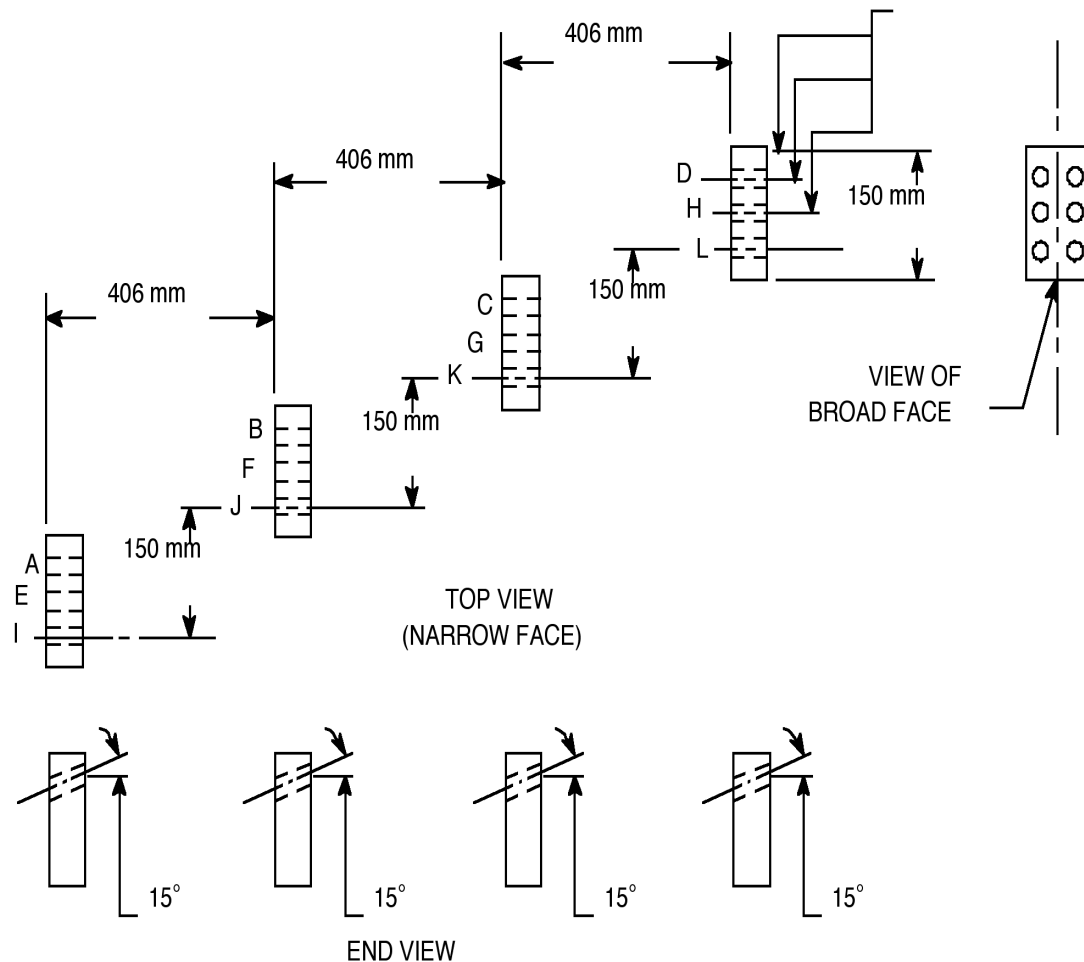 406 mm
406 mm
D
150 mm
H
L
406 mm
150 mm
C
G
K
VIEW OF
BROAD FACE
B
150 mm
F
J
150 mm
A
E
I
TOP VIEW
(NARROW FACE)
15°
15°
15°
15°
END VIEW